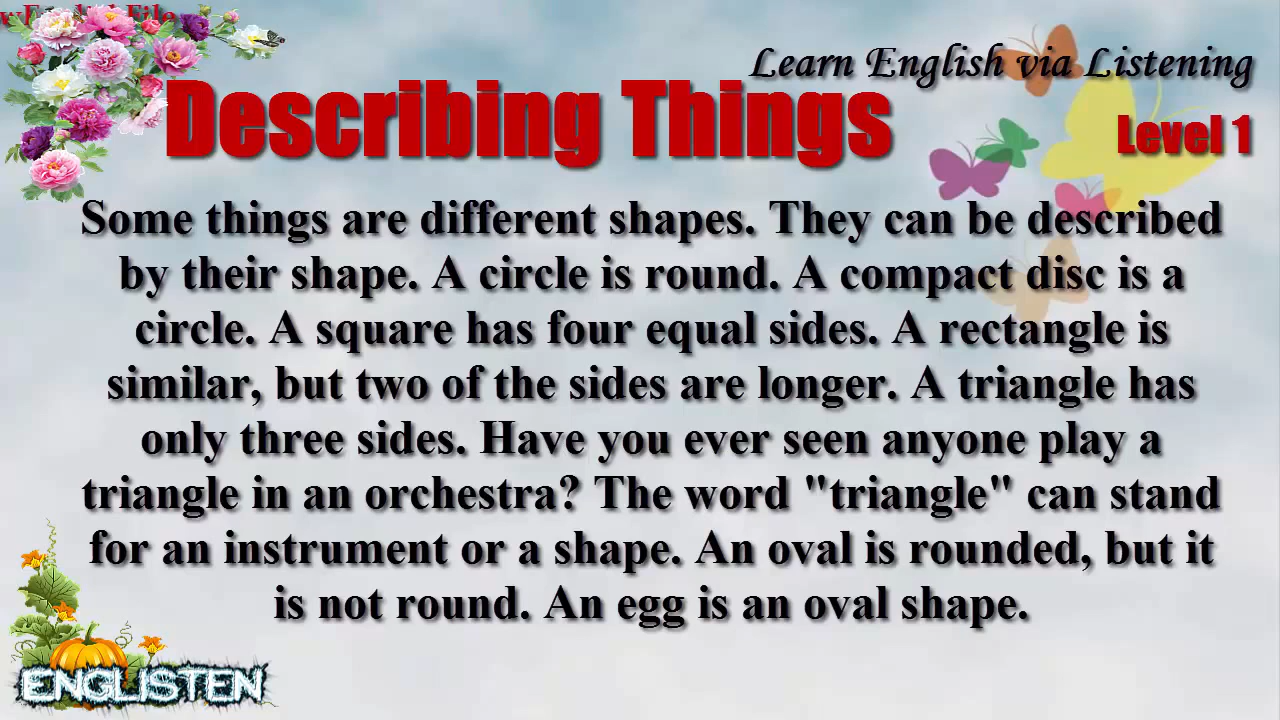 Learn English via Listening
Describing Things
Level 1
Some things are different shapes. They can be described
by their shape. A circle is round. A compact disc is a
circle. A square has four equal sides. A rectangle is
similar, but two of the sides are longer. A triangle has
only three sides. Have you ever seen anyone play a
triangle in an orchestra? The word "triangle" can stand
for an instrument or a shape. An oval is rounded, but it
is not round. An egg is an oval shape.
ENGLISTEN